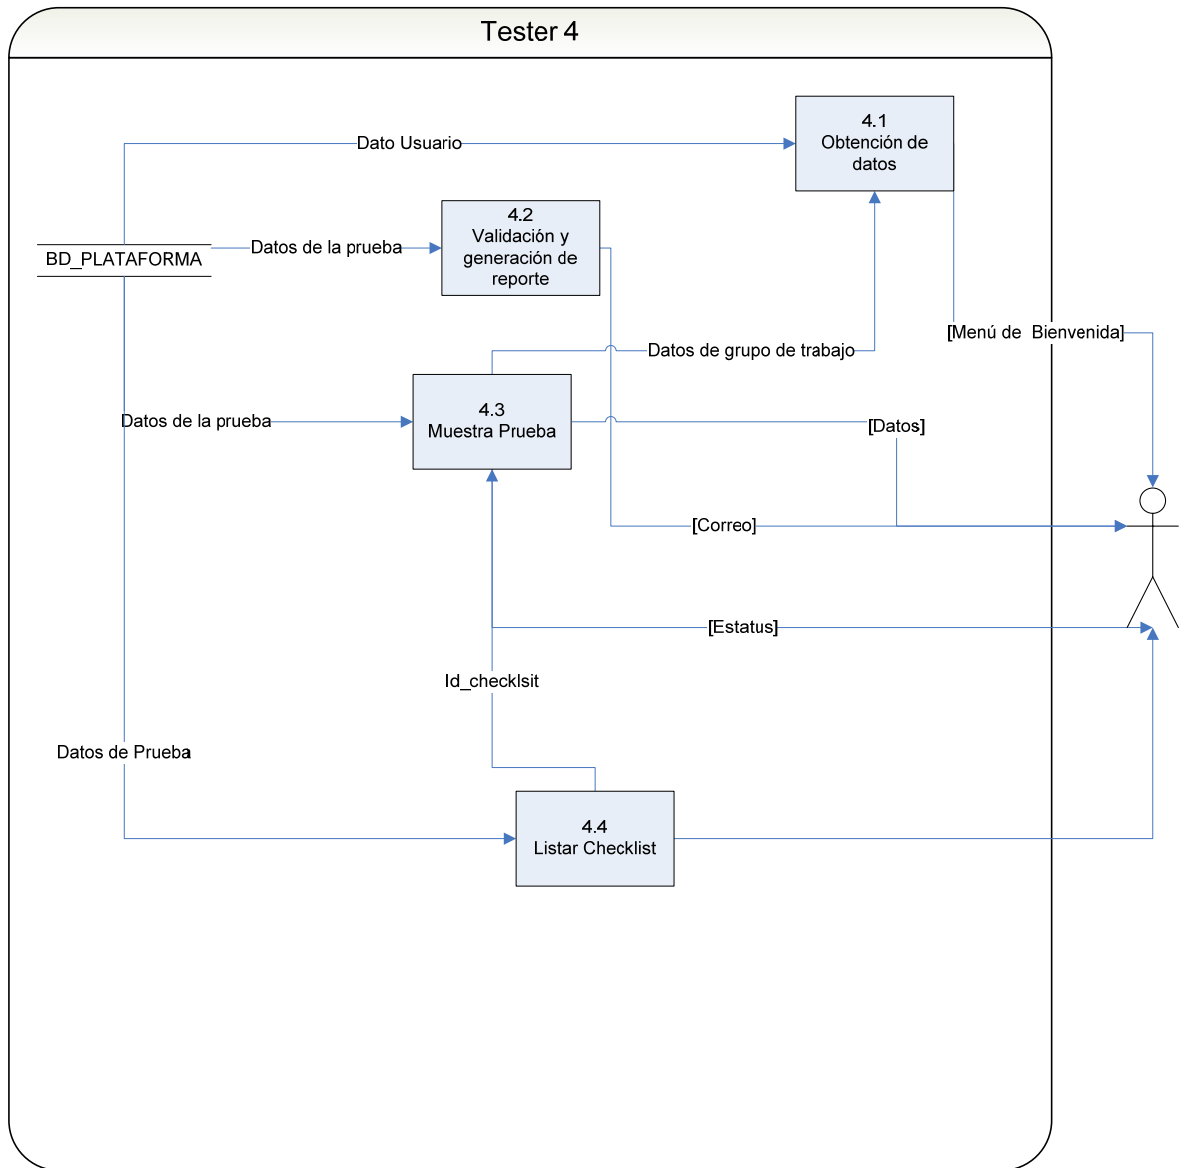 Tester 4
4.1
Obtención de
datos
Dato Usuario
4.2
Validación y
generación de
reporte
Datos de la prueba
BD_PLATAFORMA
[Menú de Bienvenida]
Datos de grupo de trabajo
4.3
Muestra Prueba
Datos de la prueba
[Datos]
[Correo]
[Estatus]
Id_checklsit
Datos de Prueba
4.4
Listar Checklist